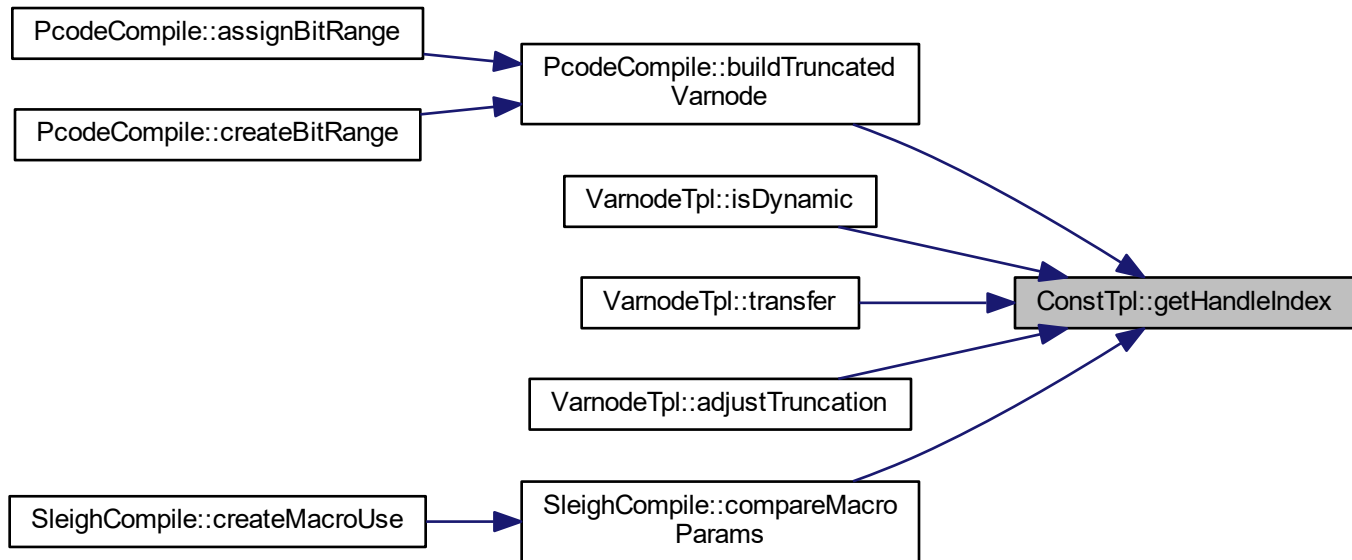 PcodeCompile::assignBitRange
PcodeCompile::createBitRange
PcodeCompile::buildTruncated
Varnode
VarnodeTpl::isDynamic
VarnodeTpl::transfer
ConstTpl::getHandleIndex
VarnodeTpl::adjustTruncation
SleighCompile::createMacroUse
SleighCompile::compareMacro
Params